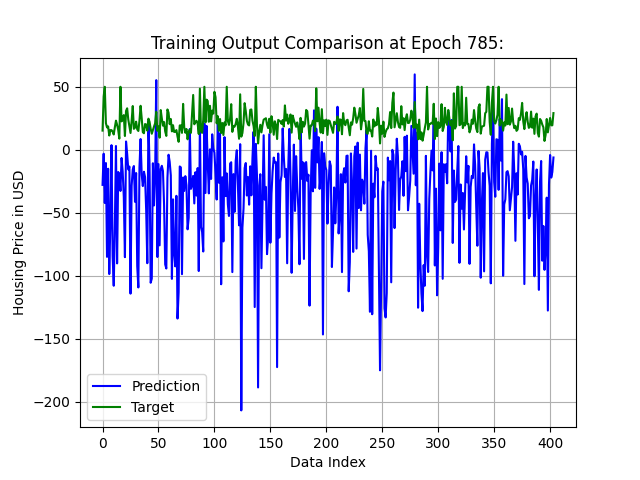 Training Output Comparison at Epoch 785:
Housing Price in USD
50
0
−50
−100
−150
−200
Prediction
Target
0 50 100 150 200 250 300 350 400
Data Index